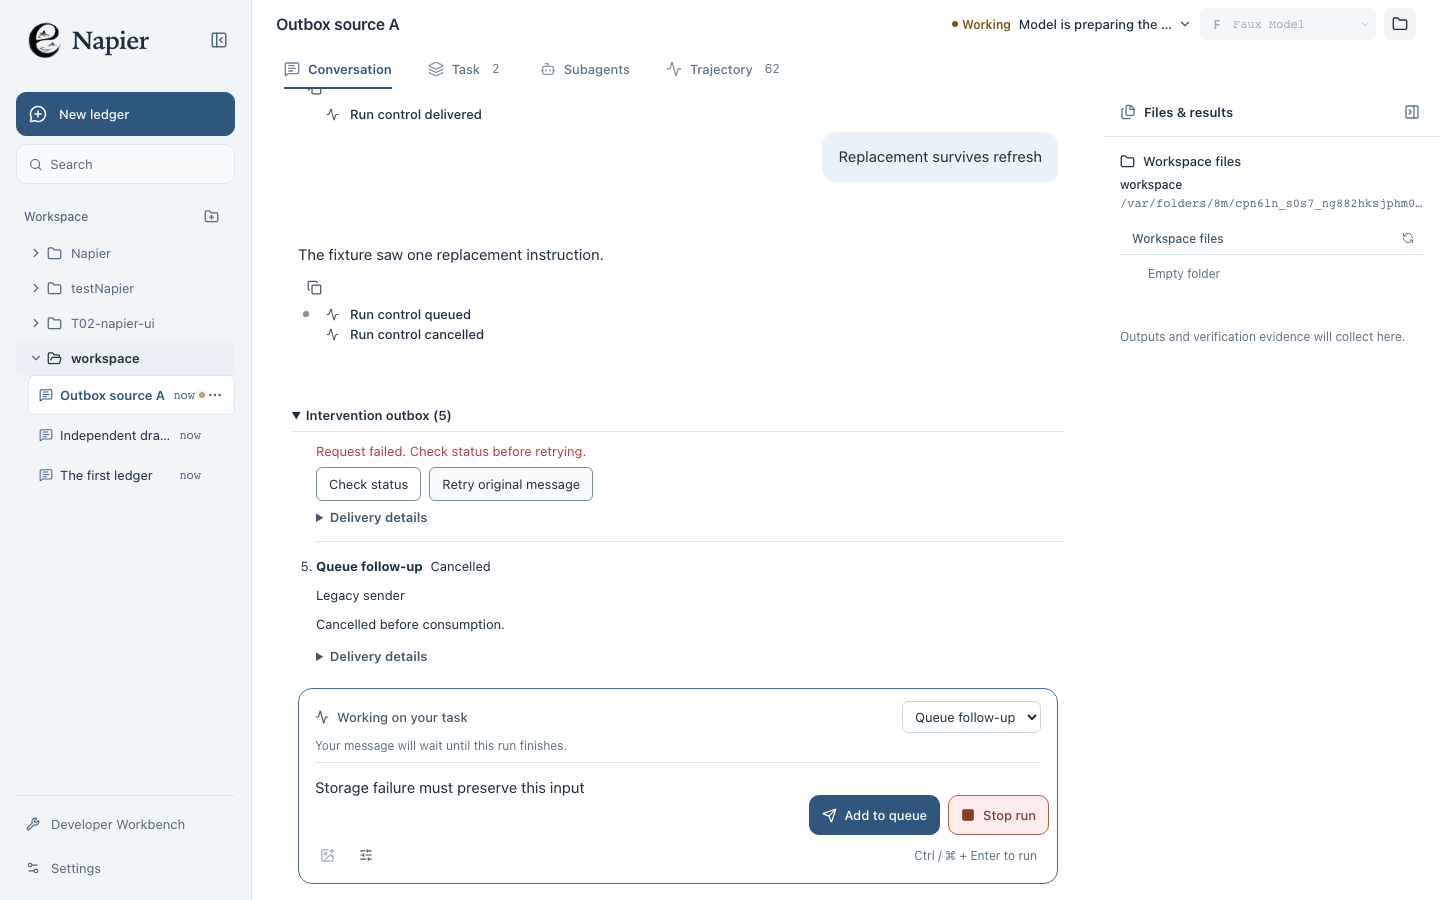 Napier
New ledger
Search
Workspace
Napier
testNapier
T02-napier-ui
workspace
Outbox source A now
Independent dra... now
The first ledger now
Developer Workbench
Settings
Outbox source A
Working Model is preparing the ...
F Faux Model
Conversation
Task 2
Subagents
Trajectory 62
Run control delivered
Replacement survives refresh
The fixture saw one replacement instruction.
Run control queued
Run control cancelled
Intervention outbox (5)
Request failed. Check status before retrying.
Check status
Retry original message
Delivery details
5. Queue follow-up Cancelled
Legacy sender
Cancelled before consumption.
Delivery details
Working on your task
Queue follow-up
Your message will wait until this run finishes.
Storage failure must preserve this input
Add to queue
Stop run
Ctrl / ⌘ + Enter to run
Files & results
Workspace files
workspace
/var/folders/8m/cpn6ln_s0s7_ng882hksjphm0…
Workspace files
Empty folder
Outputs and verification evidence will collect here.